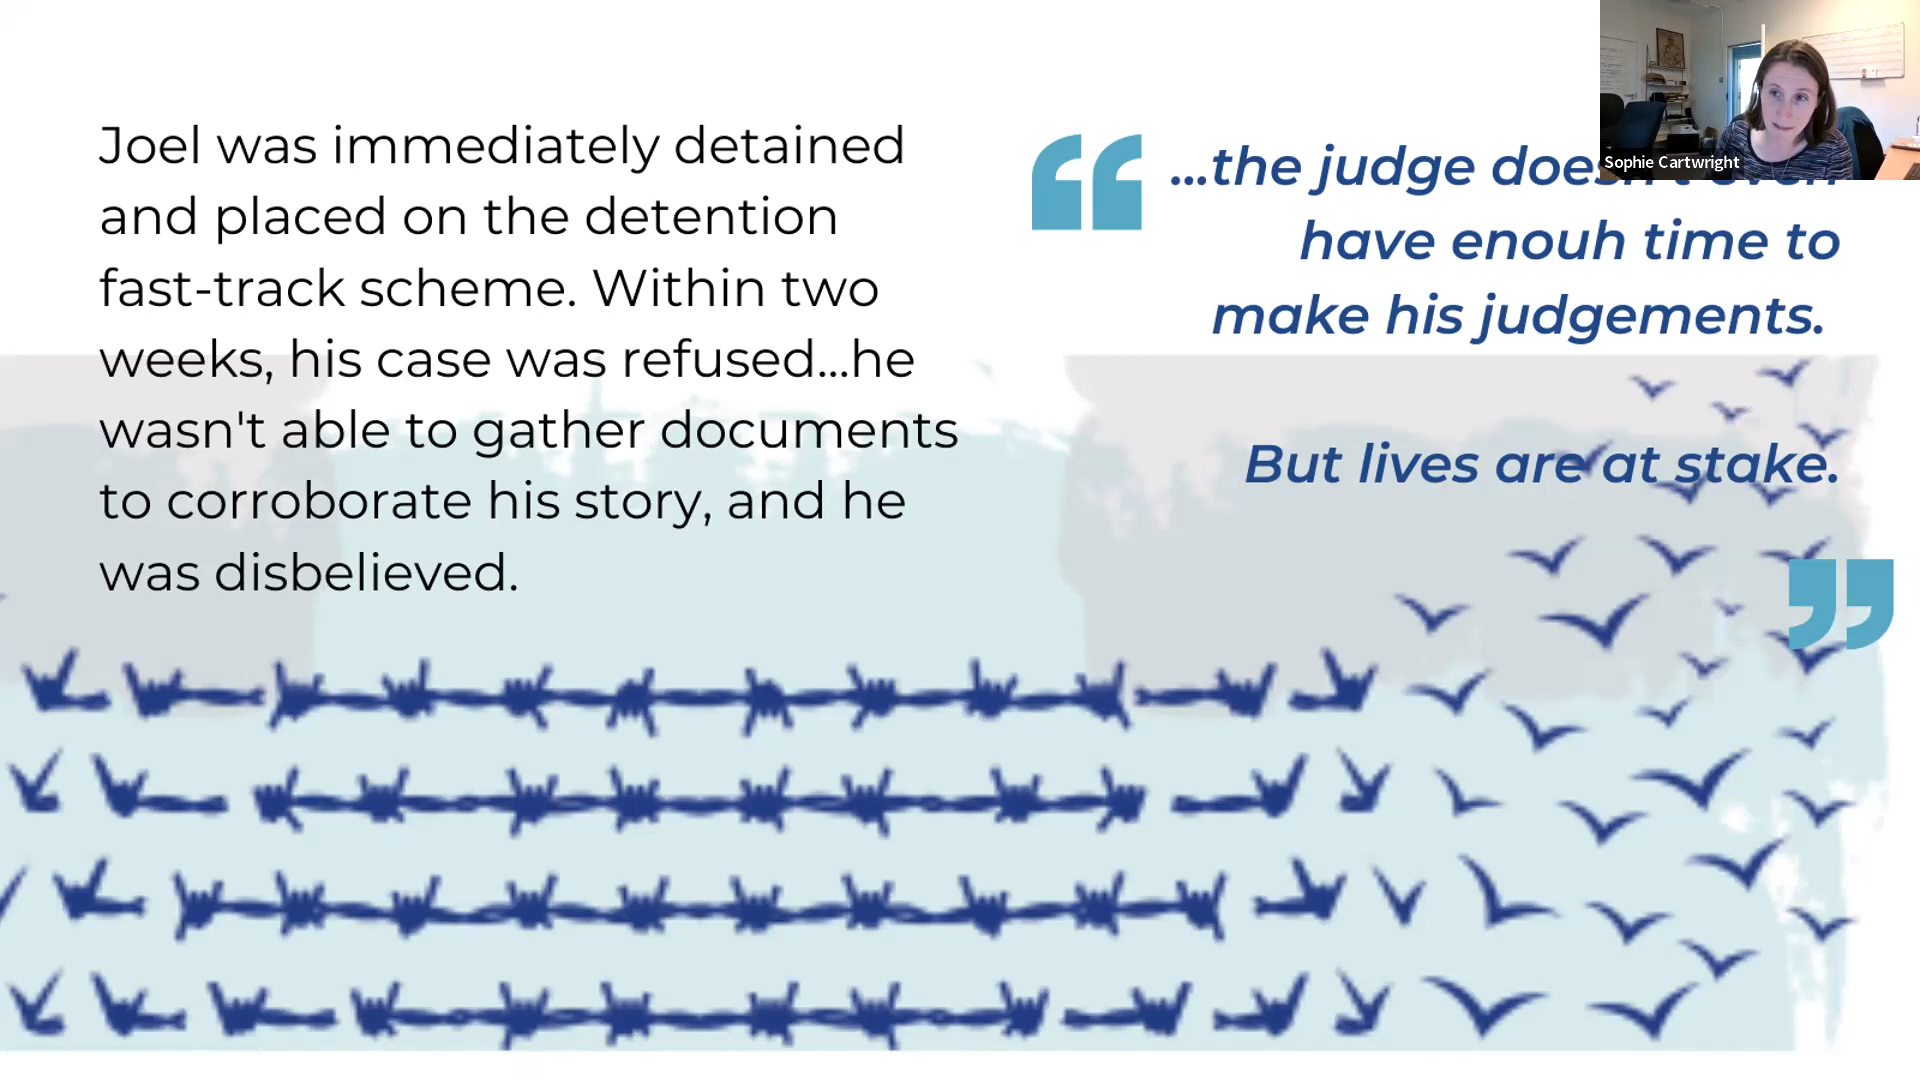 Joel was immediately detained
and placed on the detention
fast-track scheme. Within two
weeks, his case was refused...he
wasn't able to gather documents
to corroborate his story, and he
was disbelieved.
“
...the judge doesn't even
have enouh time to
make his judgements.
But lives are at stake.
”
Sophie Cartwright